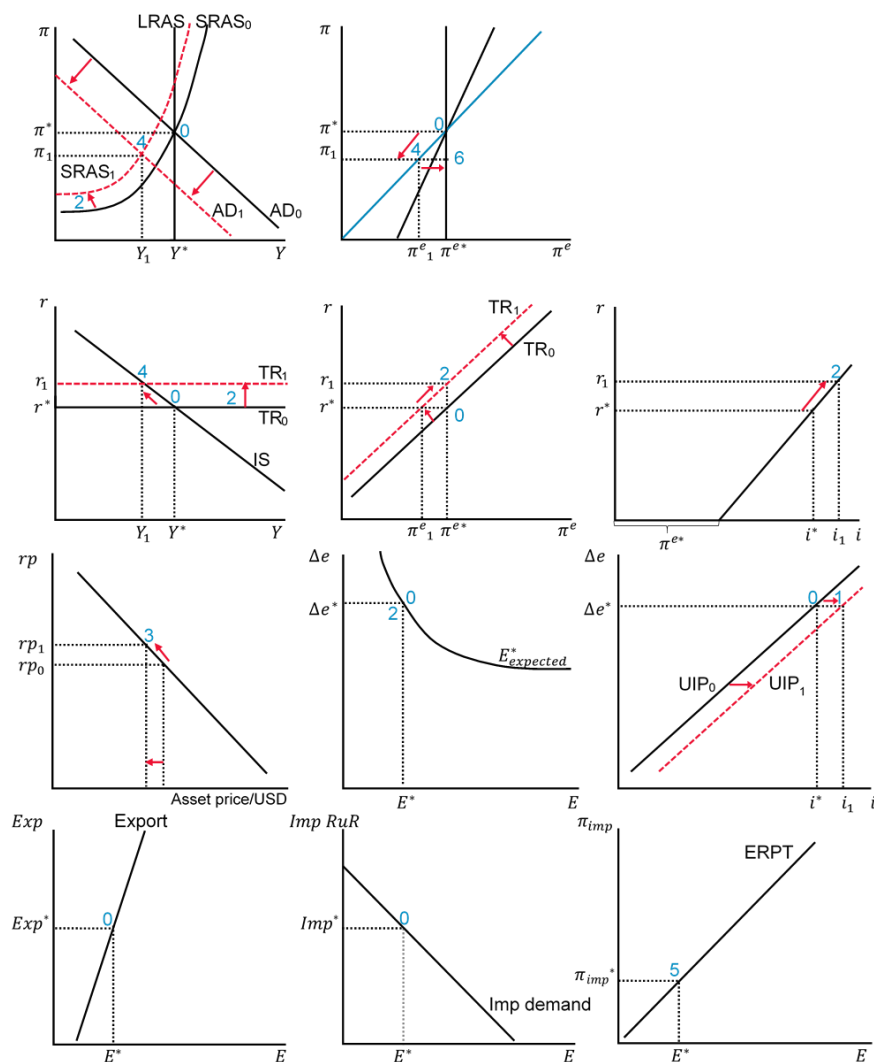 LRAS SRAS₀
π
π
π*
0
π*
0
π₁
4
π₁
4
6
SRAS₁
2
AD₁
AD₀
Y₁
Y*
Y
πᵉ₁
πᵉ*
πᵉ
r
r
r
TR₁
4
TR₁
2
TR₀
2
r₁
r₁
r₁
0
2
r*
r*
0
r*
TR₀
IS
Y₁
Y*
Y
πᵉ₁
πᵉ*
πᵉ
πᵉ*
i*
i₁
i
rp
Δe
Δe
0
0
1
Δe*
2
Δe*
3
rp₁
rp₀
E*expected
UIP₀
UIP₁
Asset price/USD
E*
E
i*
i₁
i
Exp
Export
Imp RuR
πimp
ERPT
Exp*
0
Imp*
0
πimp*
5
Imp demand
E*
E
E*
E
E*
E